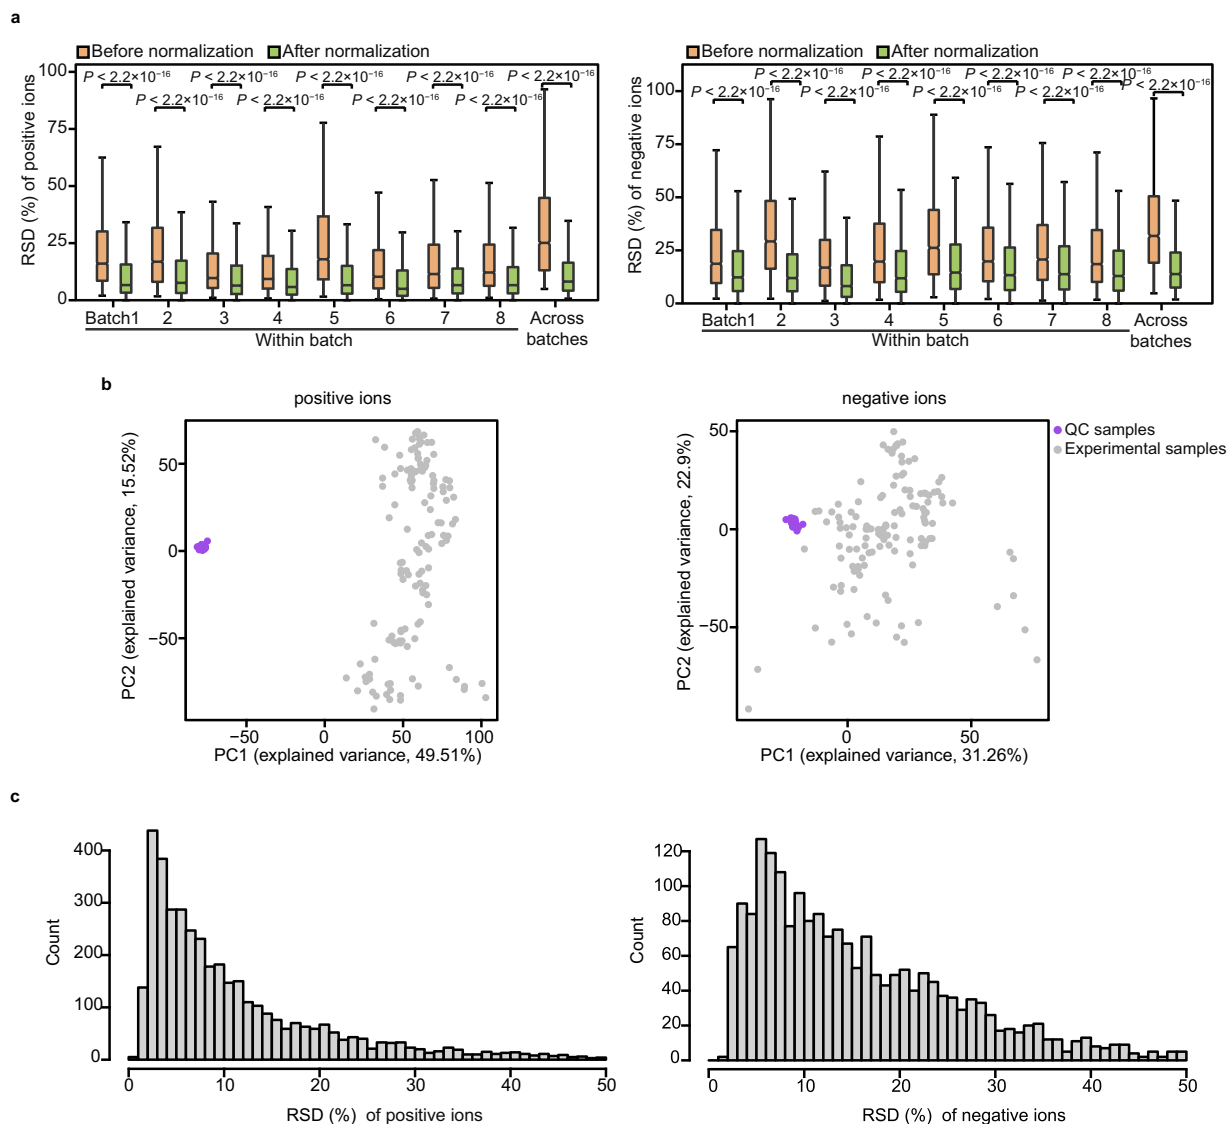 a
Before normalization After normalization
RSD (%) of positive ions
100
75
50
25
0
P < 2.2×10−16 P < 2.2×10−16 P < 2.2×10−16 P < 2.2×10−16 P < 2.2×10−16
P < 2.2×10−16 P < 2.2×10−16 P < 2.2×10−16 P < 2.2×10−16
Batch1 2 3 4 5 6 7 8 Across
Within batch batches
Before normalization After normalization
RSD (%) of negative ions
100
75
50
25
0
P < 2.2×10−16 P < 2.2×10−16 P < 2.2×10−16 P < 2.2×10−16
P < 2.2×10−16 P < 2.2×10−16 P < 2.2×10−16 P < 2.2×10−16 P < 2.2×10−16
Batch1 2 3 4 5 6 7 8 Across
Within batch batches
b
positive ions
PC2 (explained variance, 15.52%)
50
0
−50
−50 0 50 100
PC1 (explained variance, 49.51%)
negative ions
PC2 (explained variance, 22.9%)
50
0
−50
0 50
PC1 (explained variance, 31.26%)
QC samples
Experimental samples
c
Count
400
300
200
100
0
0 10 20 30 40 50
RSD (%) of positive ions
Count
120
100
80
60
40
20
0
0 10 20 30 40 50
RSD (%) of negative ions